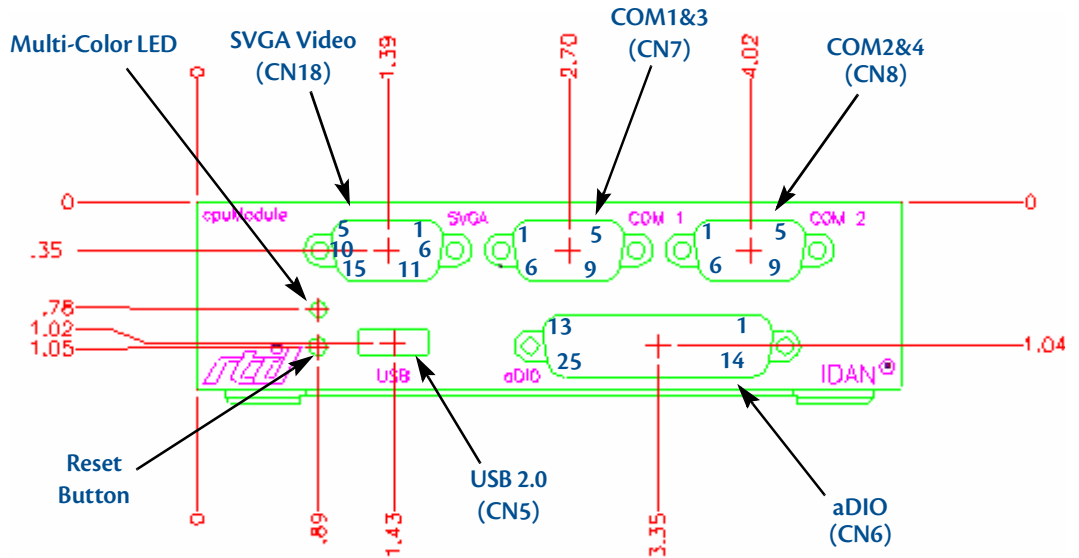 Multi-Color LED
SVGA Video
(CN18)
COM1&3
(CN7)
COM2&4
(CN8)
0
1.39
2.70
4.02
0
0
cpuModule
SVGA
COM 1
COM 2
.35
5
1
10
6
15
11
1
5
6
9
1
5
6
9
.78
1.02
1.05
13
1
25
14
1.04
rtd
USB
aDIO
IDAN
Reset
Button
USB 2.0
(CN5)
aDIO
(CN6)
0
.89
1.43
3.35